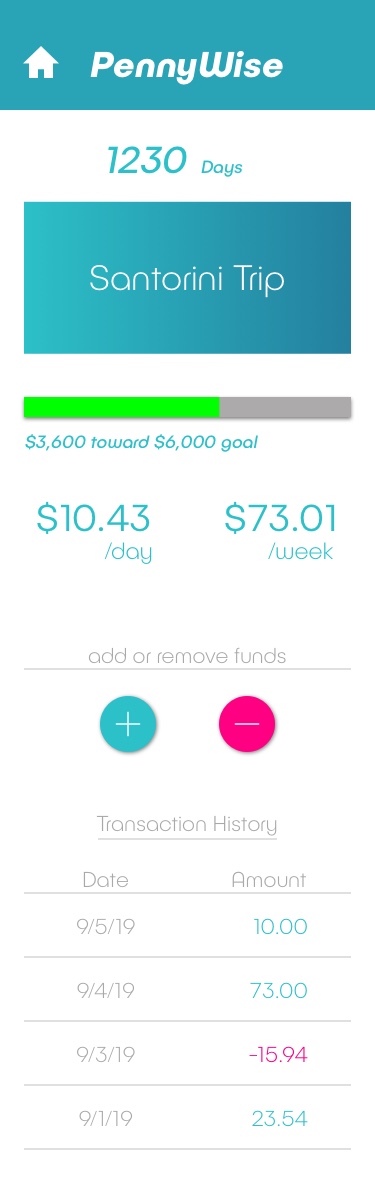 PennyWise
1230 Days
Santorini Trip
$3,600 toward $6,000 goal
$10.43 $73.01
/day /week
add or remove funds
Transaction History
Date Amount
9/5/19 10.00
9/4/19 73.00
9/3/19 -15.94
9/1/19 23.54